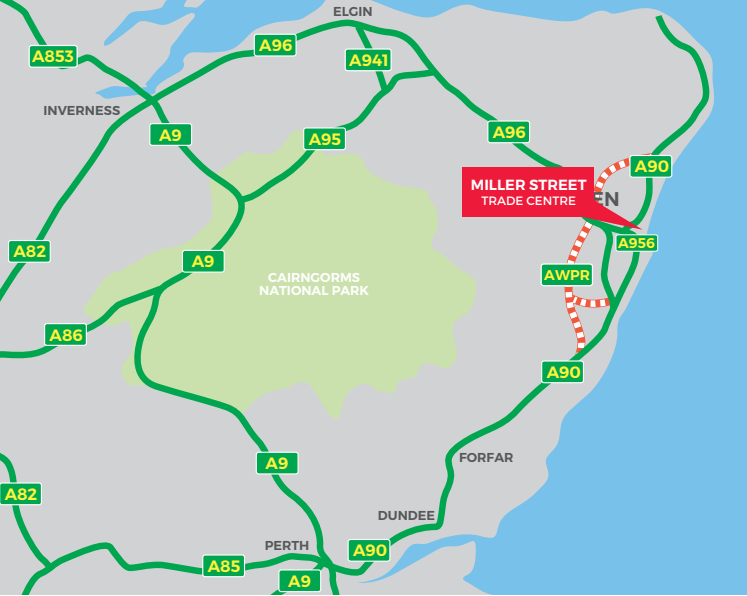 ELGIN
A96
A853
A941
INVERNESS
A9
A95
A96
A90
MILLER STREET
TRADE CENTRE
EN
A956
A82
A9
AWPR
CAIRNGORMS
NATIONAL PARK
A86
A90
A9
FORFAR
A82
DUNDEE
PERTH
A90
A85
A9